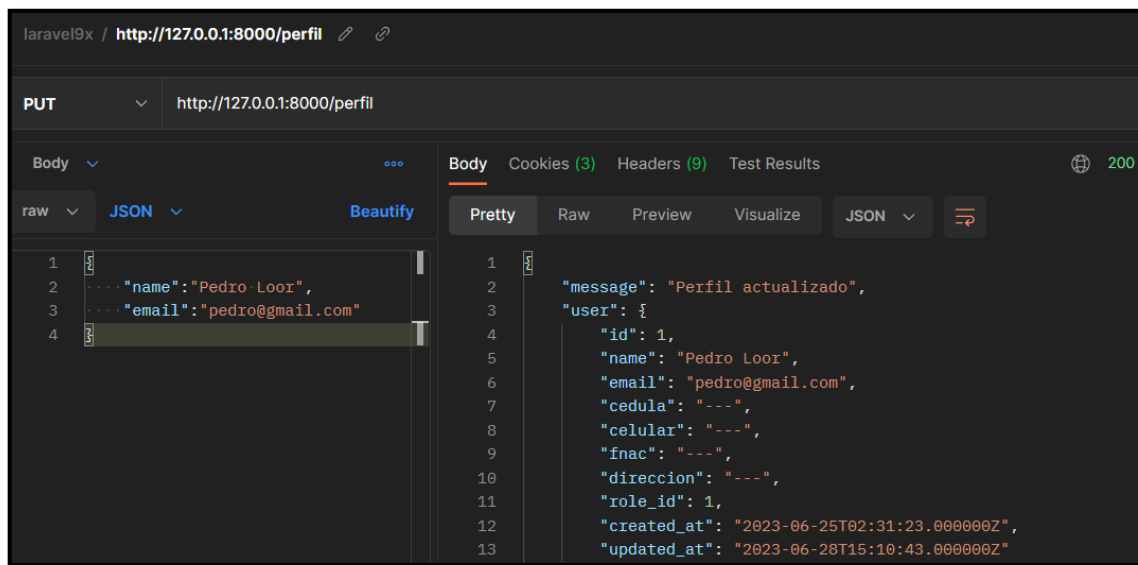 laravel9x / http://127.0.0.1:8000/perfil
PUT http://127.0.0.1:8000/perfil
Body
raw JSON Beautify
1 {
2 ····"name":"Pedro·Loor",
3 ····"email":"pedro@gmail.com"
4 }
Body Cookies (3) Headers (9) Test Results 200
Pretty Raw Preview Visualize JSON
1 {
2 "message": "Perfil actualizado",
3 "user": {
4 "id": 1,
5 "name": "Pedro Loor",
6 "email": "pedro@gmail.com",
7 "cedula": "---",
8 "celular": "---",
9 "fnac": "---",
10 "direccion": "---",
11 "role_id": 1,
12 "created_at": "2023-06-25T02:31:23.000000Z",
13 "updated_at": "2023-06-28T15:10:43.000000Z"